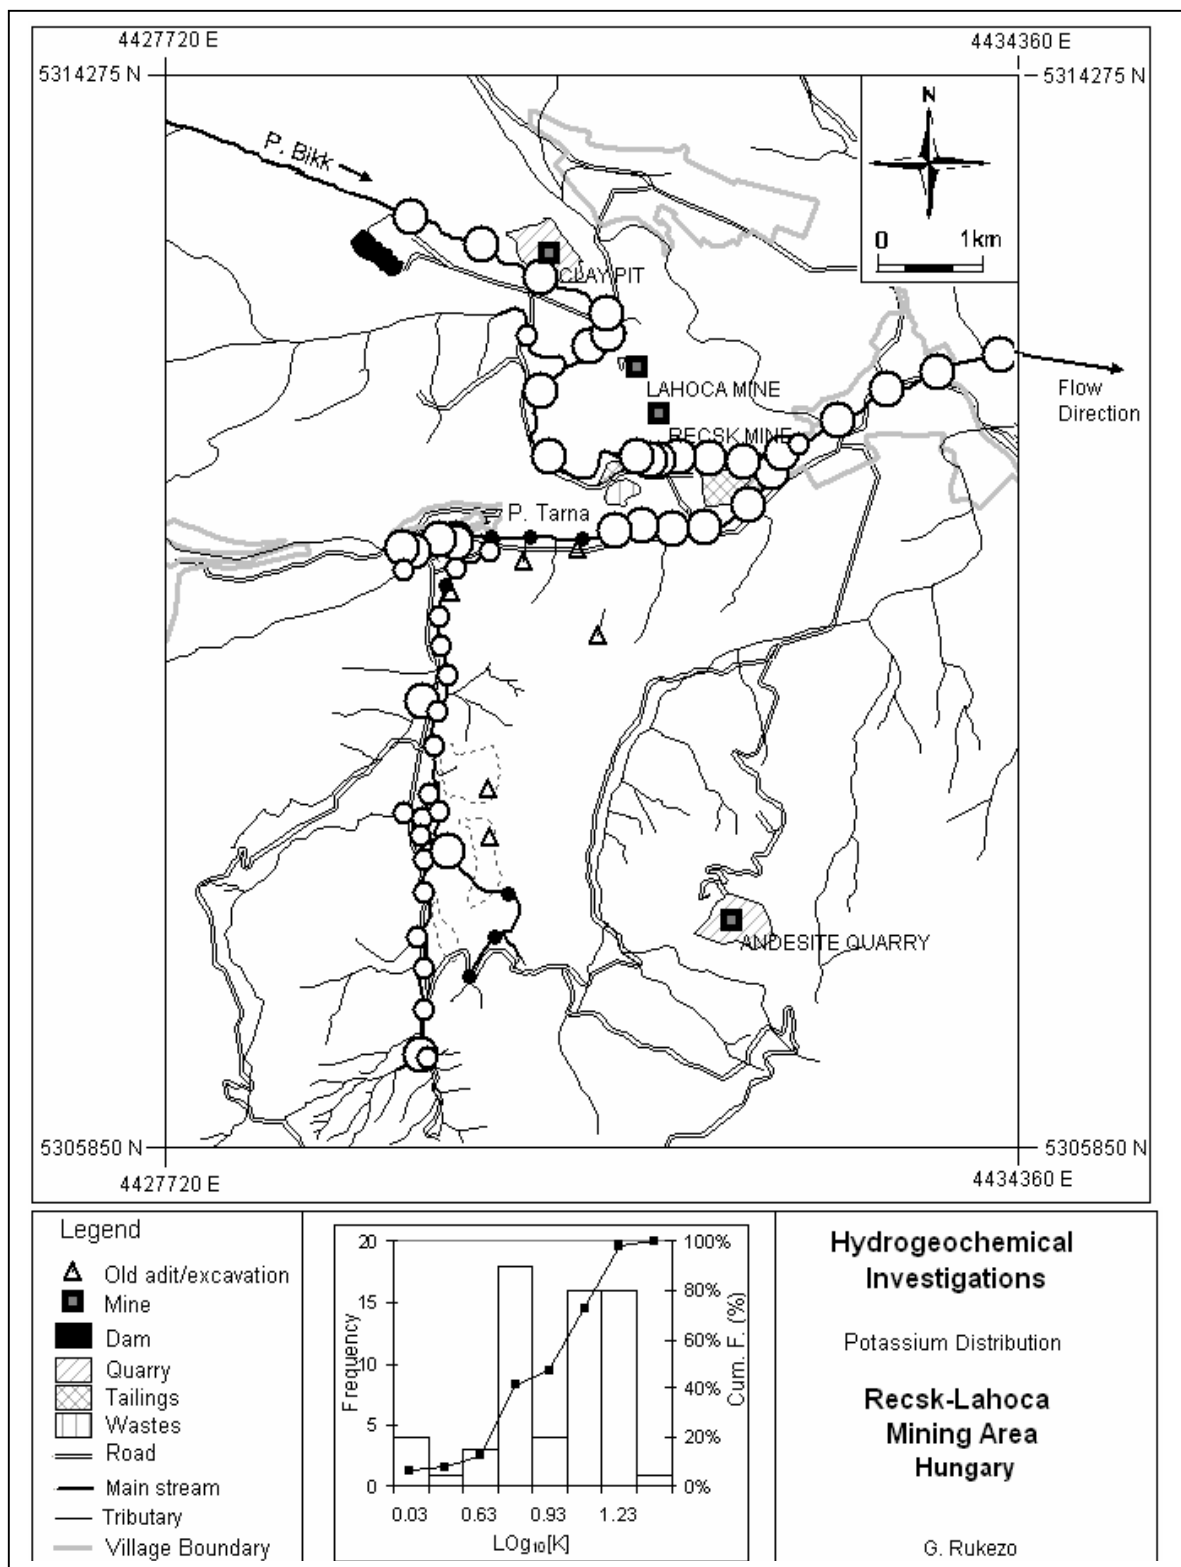 4427720 E
4434360 E
5314275 N
5314275 N
N
P. Bikk
0
1km
CLAY PIT
LAHOCA MINE
Flow
Direction
RECSK MINE
P. Tarna
ANDESITE QUARRY
5305850 N
5305850 N
4427720 E
4434360 E
Legend
Old adit/excavation
Mine
Dam
Quarry
Tailings
Wastes
Road
Main stream
Tributary
Village Boundary
20
15
10
5
0
Frequency
100%
80%
60%
40%
20%
0%
Cum. F. (%)
0.03 0.63 0.93 1.23
LOg₁₀[K]
Hydrogeochemical
Investigations
Potassium Distribution
Recsk-Lahoca
Mining Area
Hungary
G. Rukezo